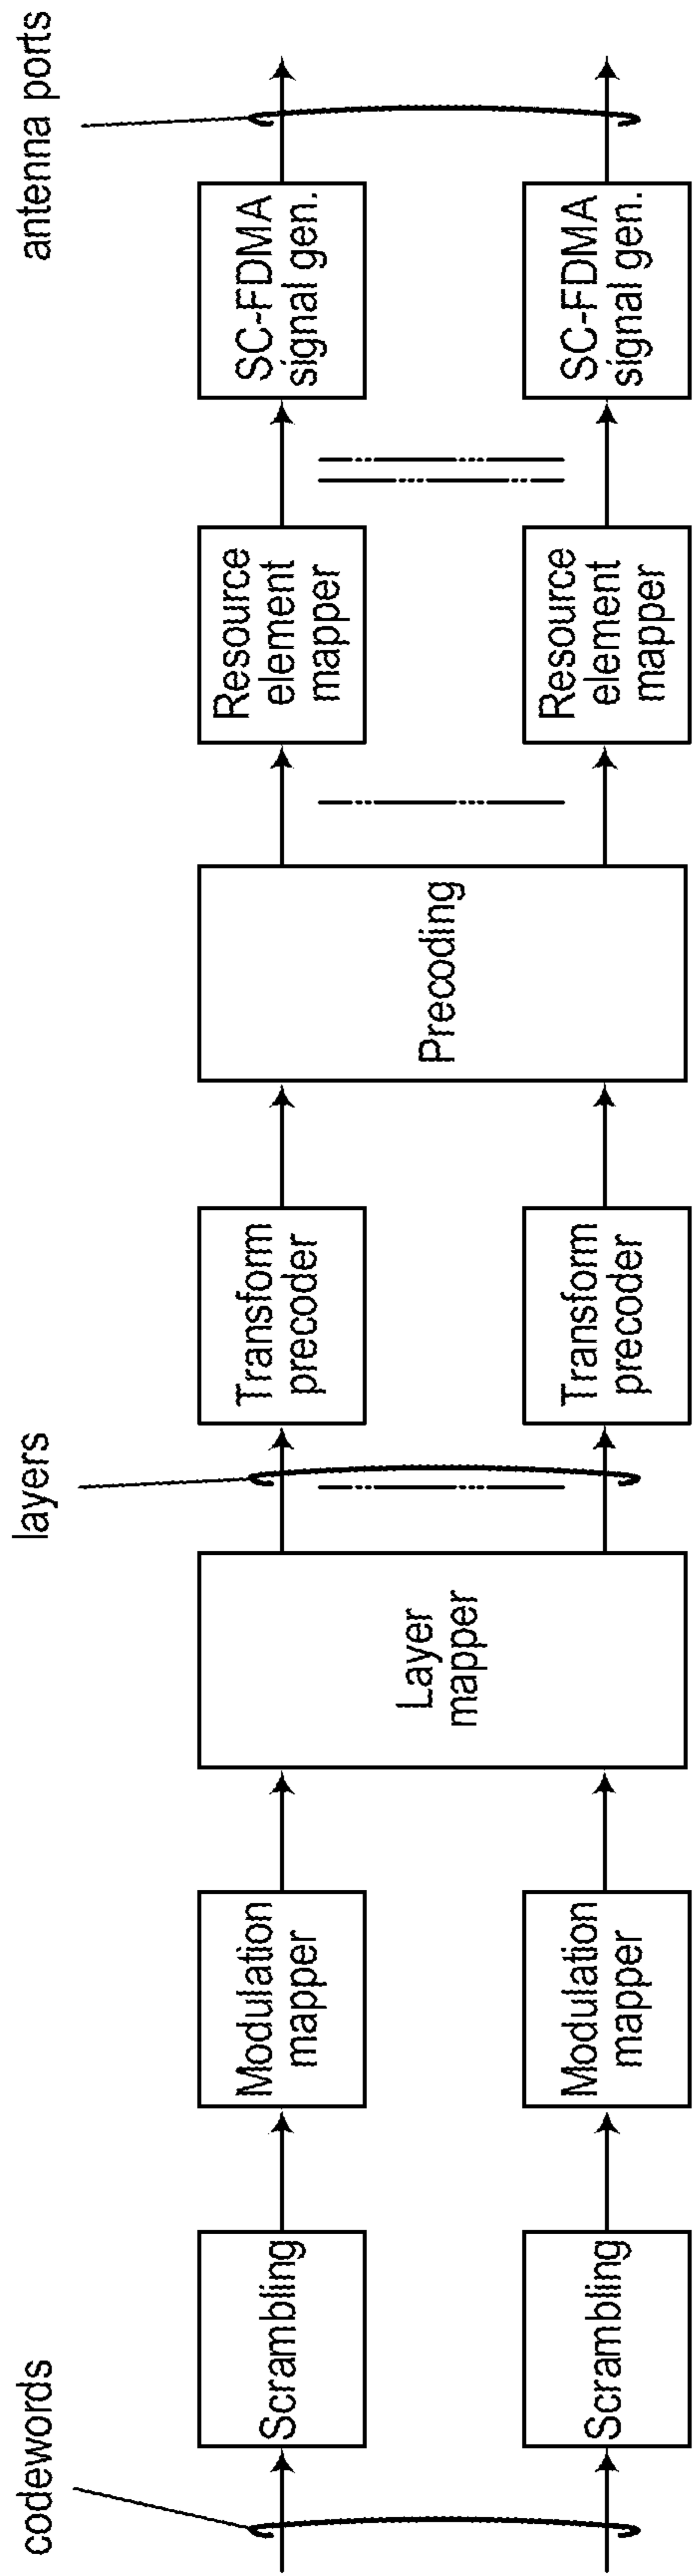 codewords
layers
antenna ports
Scrambling
Modulation
mapper
Layer
mapper
Transform
precoder
Precoding
Resource
element
mapper
SC-FDMA
signal gen.
Scrambling
Modulation
mapper
Transform
precoder
Resource
element
mapper
SC-FDMA
signal gen.